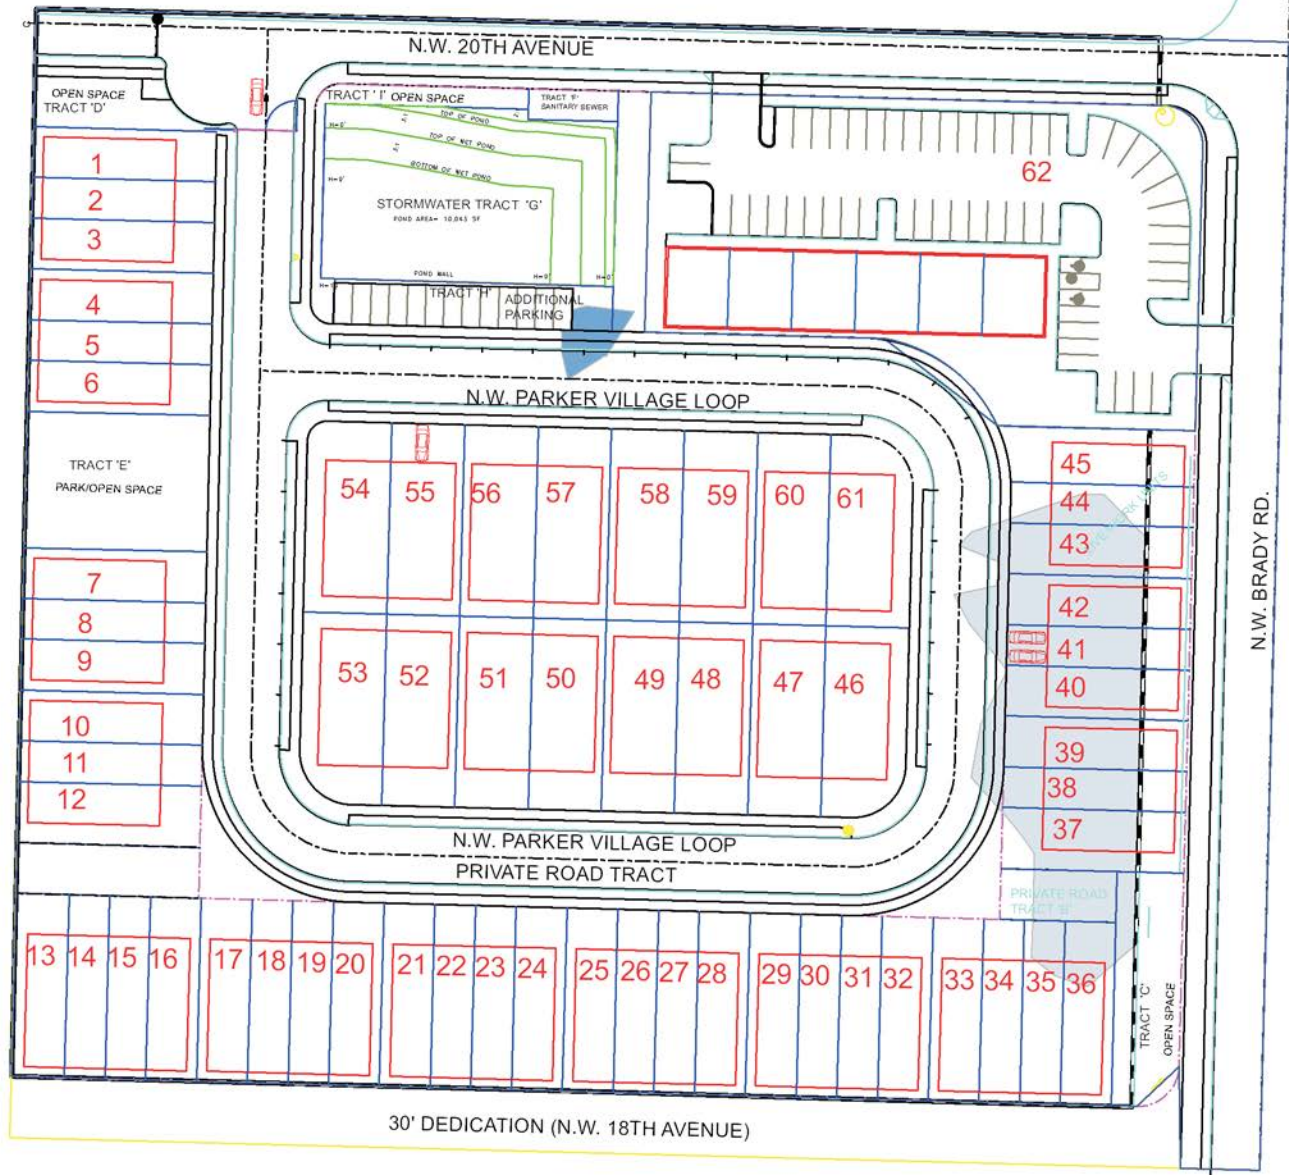 N.W. 20TH AVENUE
OPEN SPACE
TRACT 'D'
TRACT ' I' OPEN SPACE
TRACT 'F'
SANITARY SEWER
TOP OF POND
TOP OF WET POND
BOTTOM OF WET POND
STORMWATER TRACT 'G'
POND AREA= 10,043 SF
POND WALL
TRACT 'H'
ADDITIONAL
PARKING
62
1
2
3
4
5
6
TRACT 'E'
PARK/OPEN SPACE
7
8
9
10
11
12
N.W. PARKER VILLAGE LOOP
54 55 56 57 58 59 60 61
53 52 51 50 49 48 47 46
N.W. PARKER VILLAGE LOOP
PRIVATE ROAD TRACT
45
44
43
42
41
40
39
38
37
PRIVATE ROAD
TRACT 'B'
N.W. BRADY RD.
13 14 15 16 17 18 19 20 21 22 23 24 25 26 27 28 29 30 31 32 33 34 35 36
TRACT 'C'
OPEN SPACE
30' DEDICATION (N.W. 18TH AVENUE)